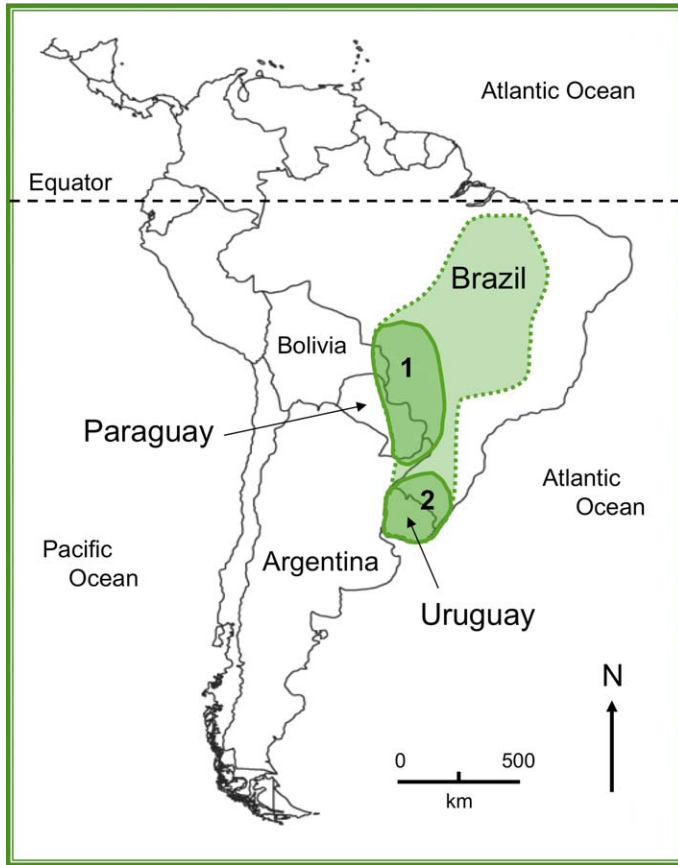 Atlantic Ocean
Equator
Brazil
Bolivia
1
Paraguay
2
Atlantic
Ocean
Pacific
Ocean
Argentina
Uruguay
N
0 500
km